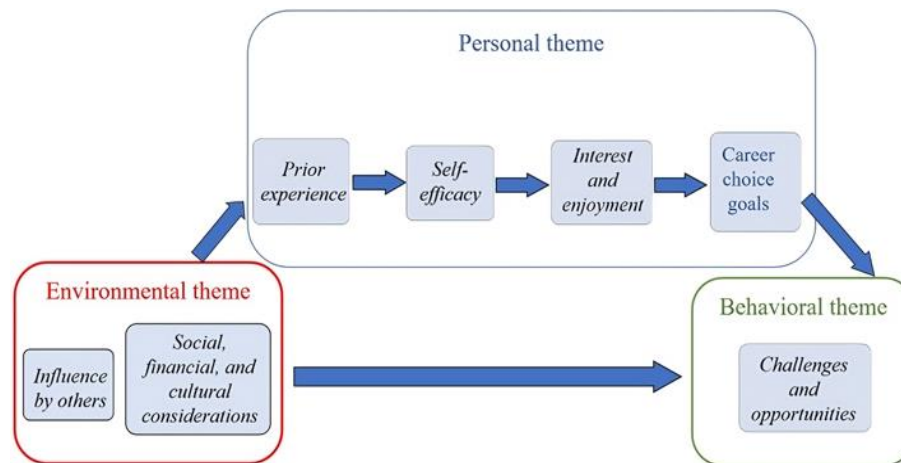 Personal theme
Prior
experience
Self-
efficacy
Interest
and
enjoyment
Career
choice
goals
Environmental theme
Influence
by others
Social,
financial, and
cultural
considerations
Behavioral theme
Challenges
and
opportunities